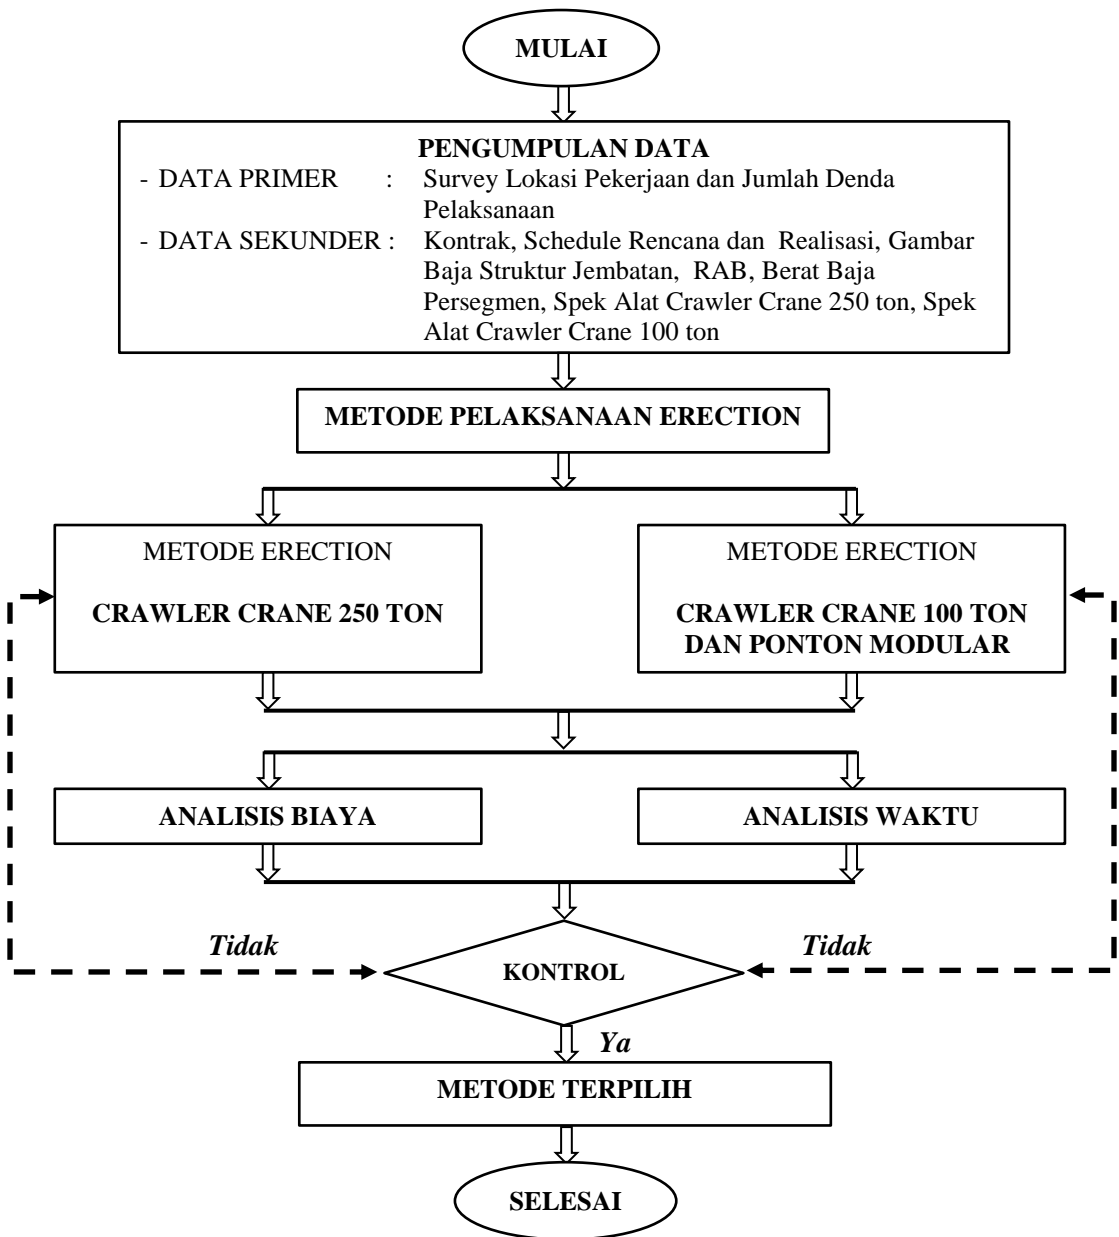 MULAI
PENGUMPULAN DATA
- DATA PRIMER : Survey Lokasi Pekerjaan dan Jumlah Denda
Pelaksanaan
- DATA SEKUNDER : Kontrak, Schedule Rencana dan Realisasi, Gambar
Baja Struktur Jembatan, RAB, Berat Baja
Persegmen, Spek Alat Crawler Crane 250 ton, Spek
Alat Crawler Crane 100 ton
METODE PELAKSANAAN ERECTION
METODE ERECTION
CRAWLER CRANE 250 TON
METODE ERECTION
CRAWLER CRANE 100 TON
DAN PONTON MODULAR
ANALISIS BIAYA
ANALISIS WAKTU
Tidak
Tidak
KONTROL
Ya
METODE TERPILIH
SELESAI